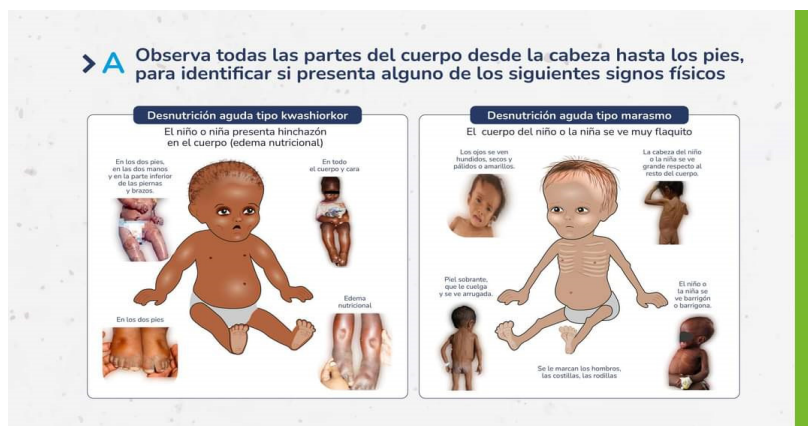 A
Observa todas las partes del cuerpo desde la cabeza hasta los pies,
para identificar si presenta alguno de los siguientes signos físicos
Desnutrición aguda tipo kwashiorkor
El niño o niña presenta hinchazón
en el cuerpo (edema nutricional)
En los dos pies,
en las dos manos
y en la parte inferior
de las piernas
y brazos.
En todo
el cuerpo y cara
En los dos pies
Edema
nutricional
Desnutrición aguda tipo marasmo
El cuerpo del niño o la niña se ve muy flaquito
Los ojos se ven
hundidos, secos y
pálidos o amarillos.
La cabeza del niño
o la niña se ve
grande respecto al
resto del cuerpo.
Piel sobrante,
que le cuelga
y se ve arrugada.
El niño o
la niña se
ve barrigón
o barrigona.
Se le marcan los hombros,
las costillas, las rodillas